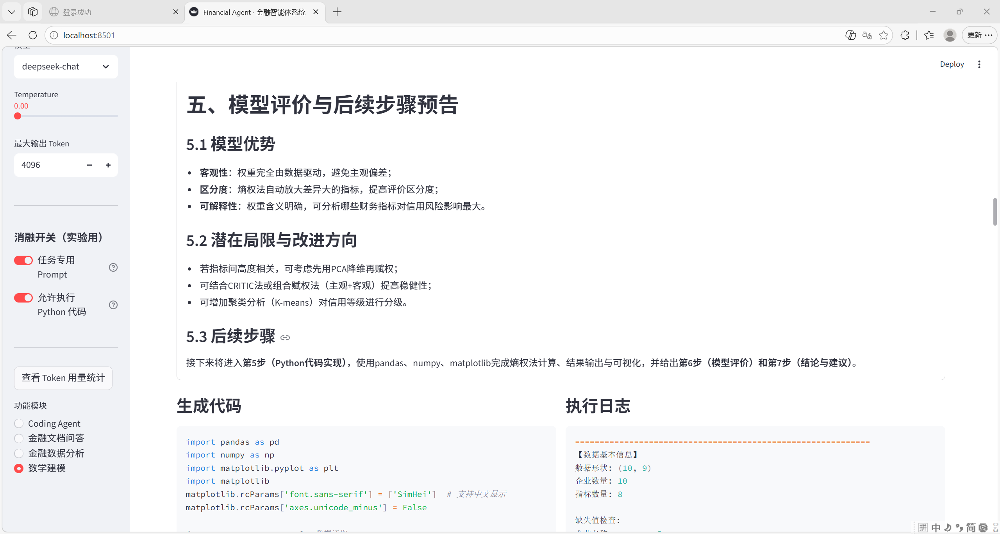 登录成功
Financial Agent · 金融智能体系统
localhost:8501
更新
deepseek-chat
Temperature
0.00
最大输出 Token
4096
消融开关（实验用）
任务专用
Prompt
允许执行
Python 代码
查看 Token 用量统计
功能模块
Coding Agent
金融文档问答
金融数据分析
数学建模
Deploy
五、模型评价与后续步骤预告
5.1 模型优势
• 客观性：权重完全由数据驱动，避免主观偏差；
• 区分度：熵权法自动放大差异大的指标，提高评价区分度；
• 可解释性：权重含义明确，可分析哪些财务指标对信用风险影响最大。
5.2 潜在局限与改进方向
• 若指标间高度相关，可考虑先用PCA降维再赋权；
• 可结合CRITIC法或组合赋权法（主观+客观）提高稳健性；
• 可增加聚类分析（K-means）对信用等级进行分级。
5.3 后续步骤
接下来将进入第5步（Python代码实现），使用pandas、numpy、matplotlib完成熵权法计算、结果输出与可视化，并给出第6步（模型评价）和第7步（结论与建议）。
生成代码
import pandas as pd
import numpy as np
import matplotlib.pyplot as plt
import matplotlib
matplotlib.rcParams['font.sans-serif'] = ['SimHei']  # 支持中文显示
matplotlib.rcParams['axes.unicode_minus'] = False
执行日志
============================================================
【数据基本信息】
数据形状: (10, 9)
企业数量: 10
指标数量: 8
缺失值检查:
拼 中 简